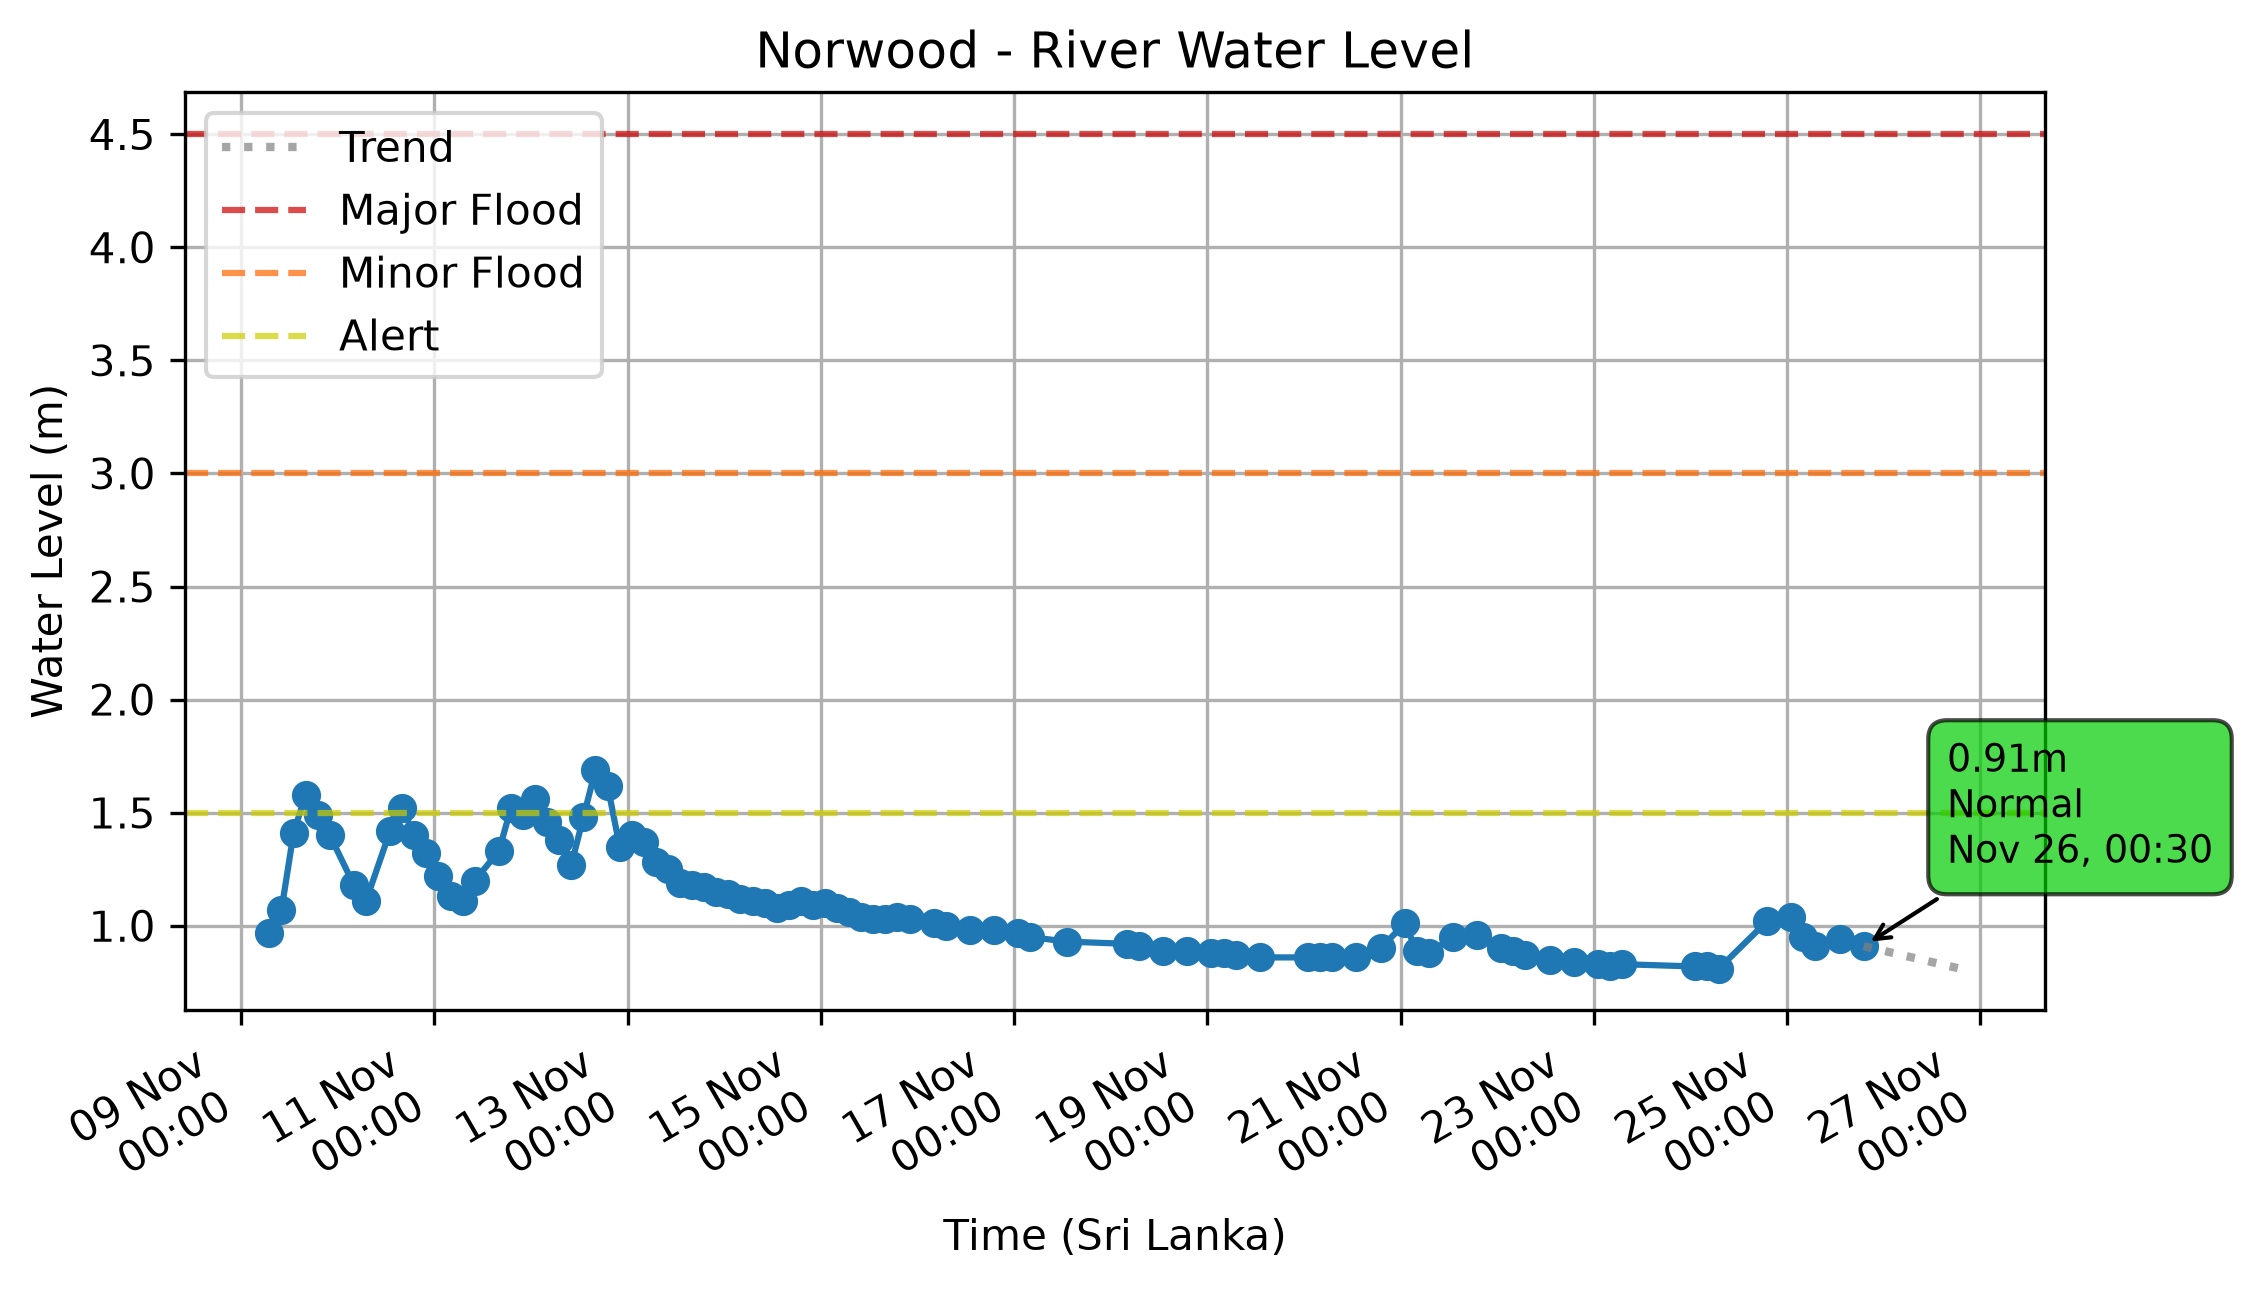 Norwood - River Water Level
Trend
Major Flood
Minor Flood
Alert
4.5
4.0
3.5
3.0
2.5
2.0
1.5
1.0
Water Level (m)
0.91m
Normal
Nov 26, 00:30
09 Nov
00:00
11 Nov
00:00
13 Nov
00:00
15 Nov
00:00
17 Nov
00:00
19 Nov
00:00
21 Nov
00:00
23 Nov
00:00
25 Nov
00:00
27 Nov
00:00
Time (Sri Lanka)